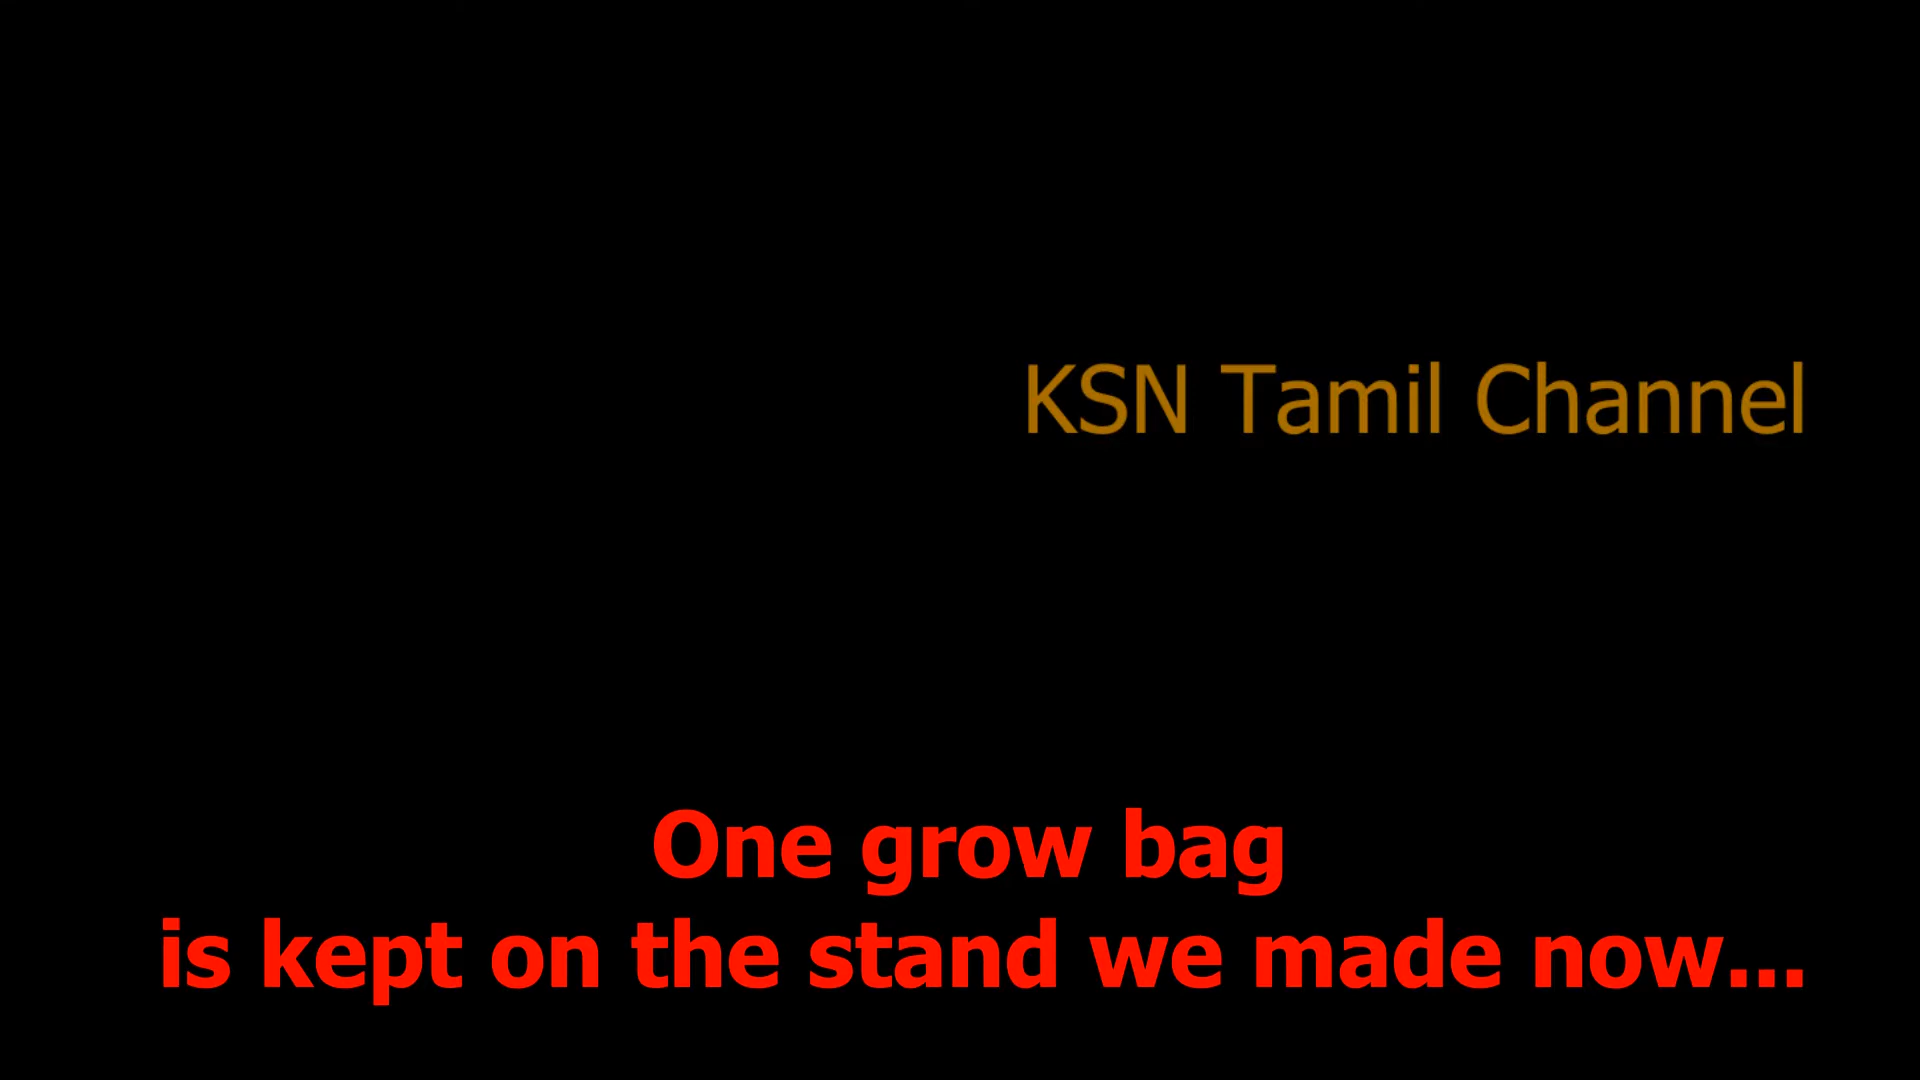 KSN Tamil Channel
One grow bag
is kept on the stand we made now...